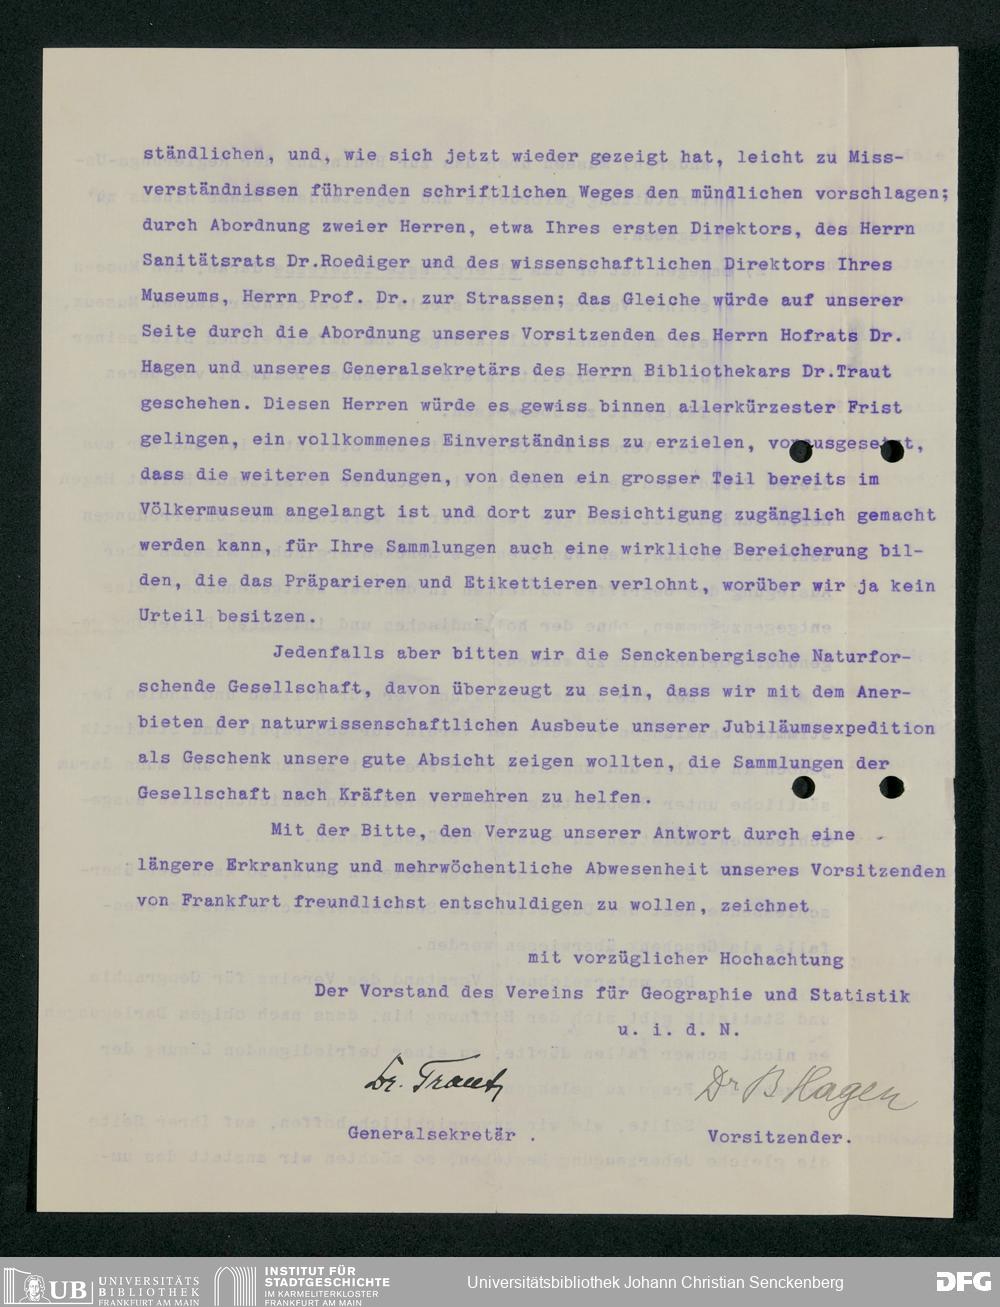 ständlichen, und, wie sich jetzt wieder gezeigt hat, leicht zu Miss-
verständnissen führenden schriftlichen Weges den mündlichen vorschlagen;
durch Abordnung zweier Herren, etwa Ihres ersten Direktors, des Herrn
Sanitätsrats Dr.Roediger und des wissenschaftlichen Direktors Ihres
Museums, Herrn Prof. Dr. zur Strassen; das Gleiche würde auf unserer
Seite durch die Abordnung unseres Vorsitzenden des Herrn Hofrats Dr.
Hagen und unseres Generalsekretärs des Herrn Bibliothekars Dr.Traut
geschehen. Diesen Herren würde es gewiss binnen allerkürzester Frist
gelingen, ein vollkommenes Einverständniss zu erzielen, vorausgesetzt,
dass die weiteren Sendungen, von denen ein grosser Teil bereits im
Völkermuseum angelangt ist und dort zur Besichtigung zugänglich gemacht
werden kann, für Ihre Sammlungen auch eine wirkliche Bereicherung bil-
den, die das Präparieren und Etikettieren verlohnt, worüber wir ja kein
Urteil besitzen.
Jedenfalls aber bitten wir die Senckenbergische Naturfor-
schende Gesellschaft, davon überzeugt zu sein, dass wir mit dem Aner-
bieten der naturwissenschaftlichen Ausbeute unserer Jubiläumsexpedition
als Geschenk unsere gute Absicht zeigen wollten, die Sammlungen der
Gesellschaft nach Kräften vermehren zu helfen.
Mit der Bitte, den Verzug unserer Antwort durch eine
längere Erkrankung und mehrwöchentliche Abwesenheit unseres Vorsitzenden
von Frankfurt freundlichst entschuldigen zu wollen, zeichnet
mit vorzüglicher Hochachtung
Der Vorstand des Vereins für Geographie und Statistik
u. i. d. N.
Dr. Traut Dr B Hagen
Generalsekretär . Vorsitzender.
UB UNIVERSITÄTS BIBLIOTHEK FRANKFURT AM MAIN
INSTITUT FÜR STADTGESCHICHTE IM KARMELITERKLOSTER FRANKFURT AM MAIN
Universitätsbibliothek Johann Christian Senckenberg
DFG